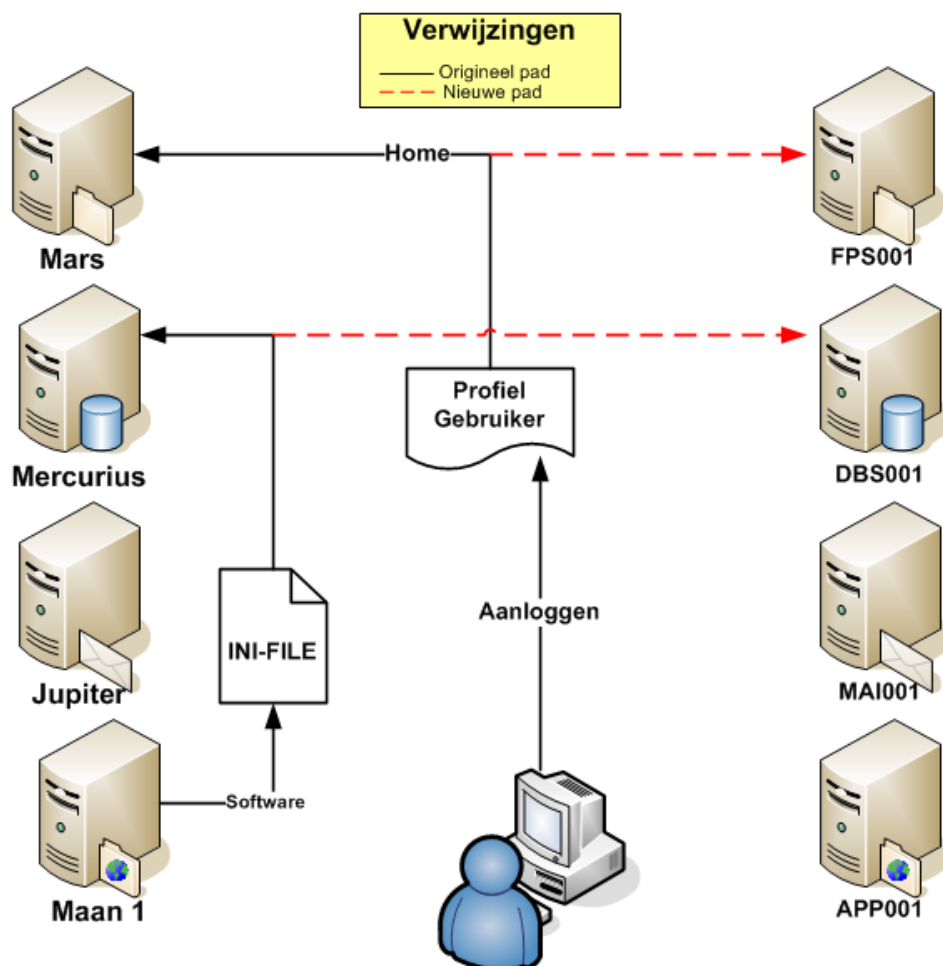 Verwijzingen
Origineel pad
Nieuwe pad
Home
Mars
FPS001
Profiel
Gebruiker
Mercurius
DBS001
INI-FILE
Aanloggen
Jupiter
MAI001
Software
Maan 1
APP001